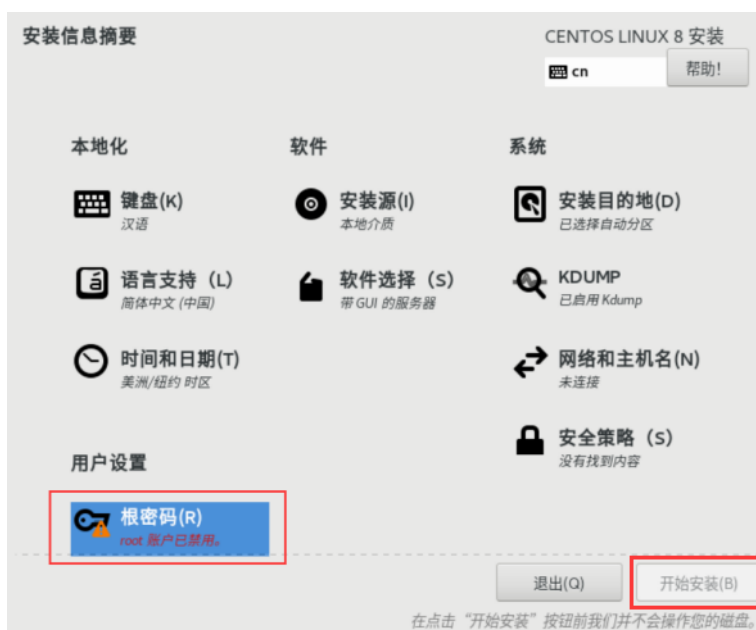 安装信息摘要
CENTOS LINUX 8 安装
cn
帮助!
本地化
软件
系统
键盘(K)
汉语
安装源(I)
本地介质
安装目的地(D)
已选择自动分区
语言支持（L）
简体中文 (中国)
软件选择（S）
带 GUI 的服务器
KDUMP
已启用 Kdump
时间和日期(T)
美洲/纽约 时区
网络和主机名(N)
未连接
安全策略（S）
没有找到内容
用户设置
根密码(R)
root 账户已禁用。
退出(Q)
开始安装(B)
在点击“开始安装”按钮前我们并不会操作您的磁盘。